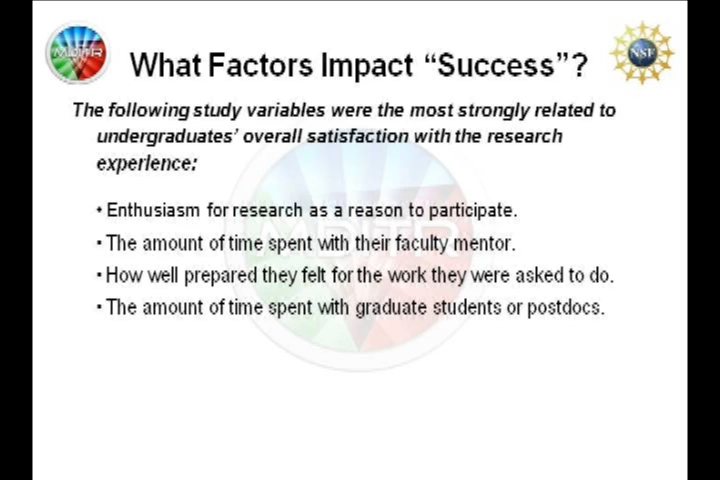 MDITR
NSF
What Factors Impact “Success”?
The following study variables were the most strongly related to
undergraduates’ overall satisfaction with the research
experience:
• Enthusiasm for research as a reason to participate.
• The amount of time spent with their faculty mentor.
• How well prepared they felt for the work they were asked to do.
• The amount of time spent with graduate students or postdocs.
MDITR